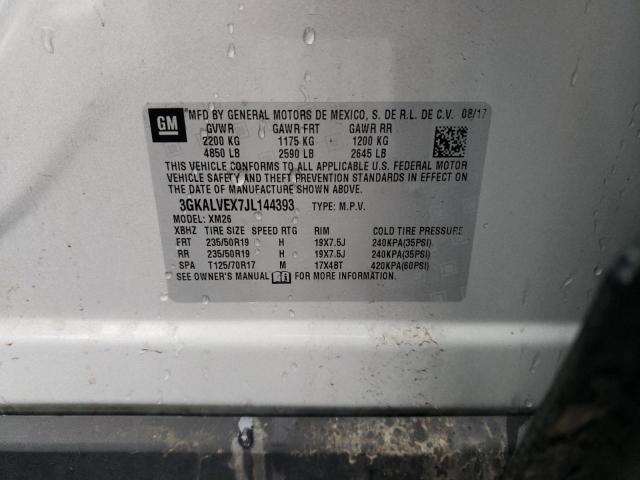 GM
MFD BY GENERAL MOTORS DE MEXICO, S. DE R.L. DE C.V. 08/17
GVWR GAWR FRT GAWR RR
2200 KG 1175 KG 1200 KG
4850 LB 2590 LB 2645 LB
THIS VEHICLE CONFORMS TO ALL APPLICABLE U.S. FEDERAL MOTOR
VEHICLE SAFETY AND THEFT PREVENTION STANDARDS IN EFFECT ON
THE DATE OF MANUFACTURE SHOWN ABOVE.
3GKALVEX7JL144393 TYPE: M.P.V.
MODEL: XM26
XBHZ TIRE SIZE SPEED RTG RIM COLD TIRE PRESSURE
FRT 235/50R19 H 19X7.5J 240KPA(35PSI)
RR 235/50R19 H 19X7.5J 240KPA(35PSI)
SPA T125/70R17 M 17X4BT 420KPA(60PSI)
SEE OWNER'S MANUAL FOR MORE INFORMATION.